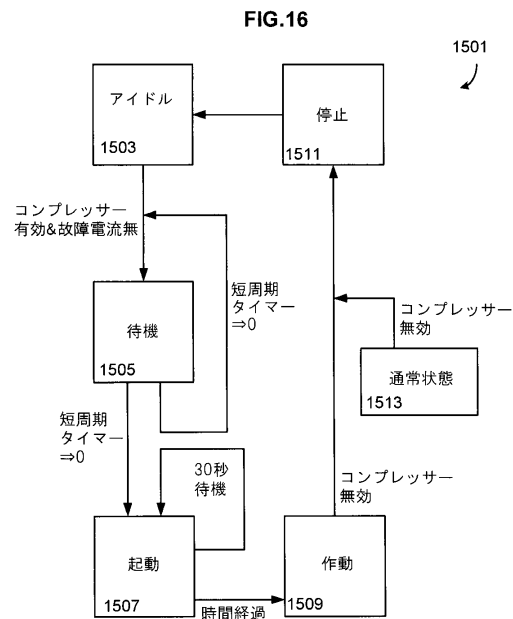 FIG.16
1501
アイドル
1503
停止
1511
コンプレッサー
有効&故障電流無
短周期
タイマー
⇒0
待機
1505
コンプレッサー
無効
通常状態
1513
短周期
タイマー
⇒0
30秒
待機
コンプレッサー
無効
起動
1507
作動
1509
時間経過